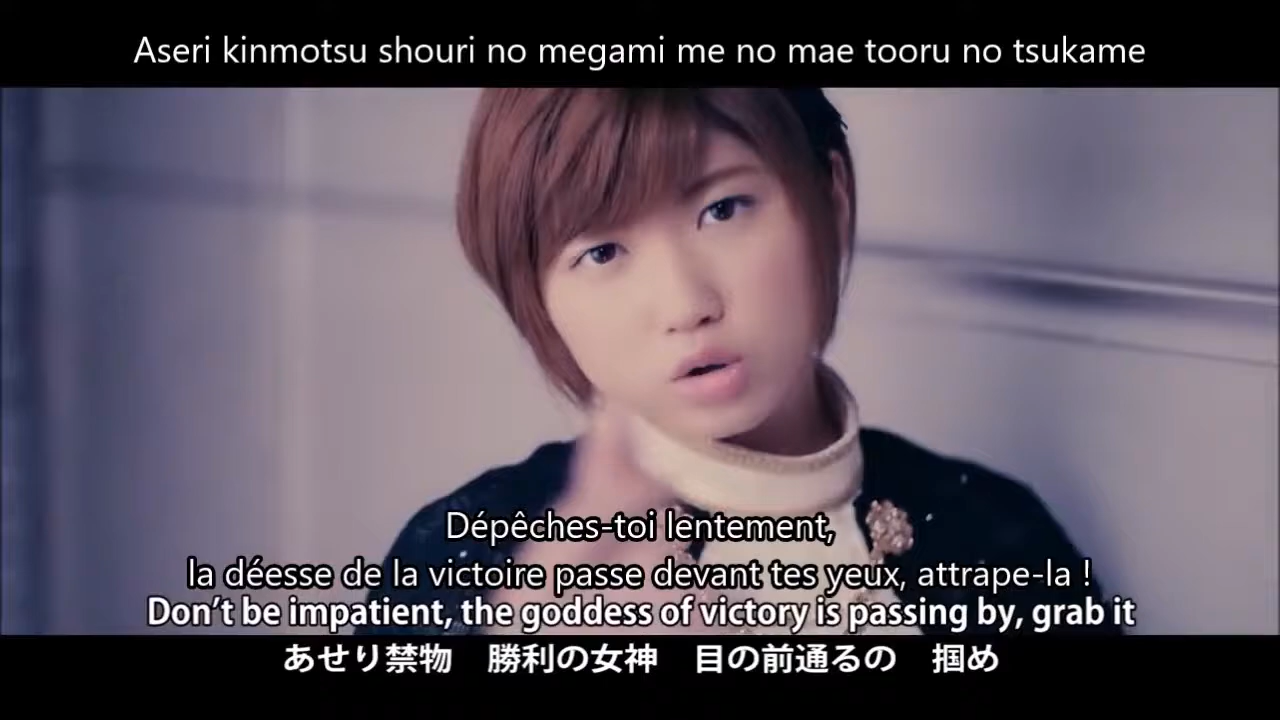 Aseri kinmotsu shouri no megami me no mae tooru no tsukame
Dépêches-toi lentement,
la déesse de la victoire passe devant tes yeux, attrape-la !
Don't be impatient, the goddess of victory is passing by, grab it
あせり禁物　勝利の女神　目の前通るの　掴め